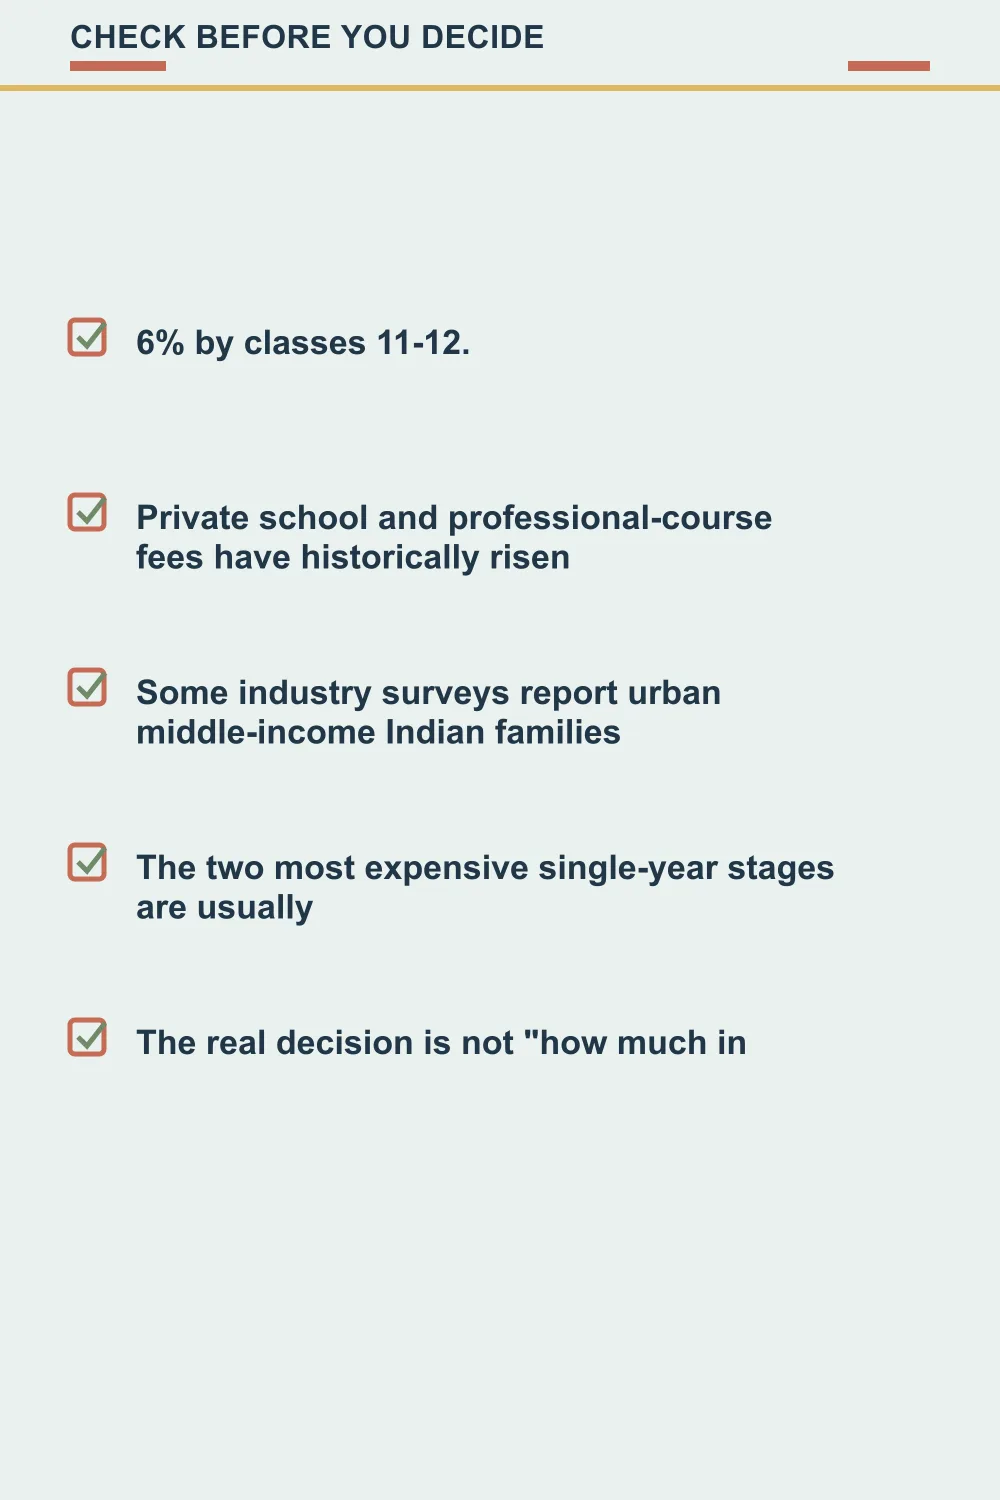 CHECK BEFORE YOU DECIDE
6% by classes 11-12.
Private school and professional-course
fees have historically risen
Some industry surveys report urban
middle-income Indian families
The two most expensive single-year stages
are usually
The real decision is not "how much in